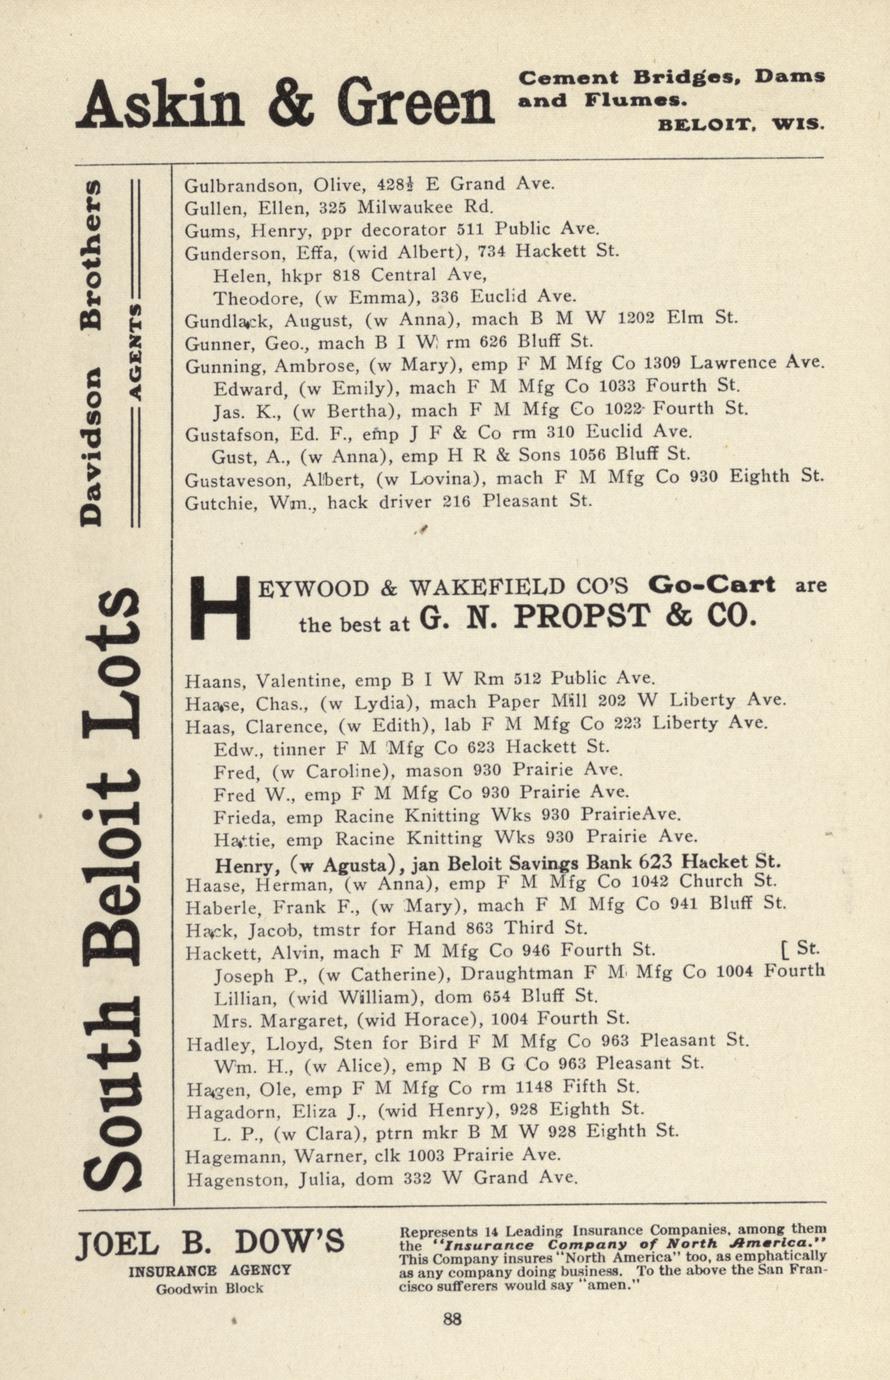 Askin & Green
Cement Bridges, Dams
and Flumes.
BELOIT, WIS.
Davidson Brothers
AGENTS
South Beloit Lots
Gulbrandson, Olive, 428½ E Grand Ave.
Gullen, Ellen, 325 Milwaukee Rd.
Gums, Henry, ppr decorator 511 Public Ave.
Gunderson, Effa, (wid Albert), 734 Hackett St.
Helen, hkpr 818 Central Ave,
Theodore, (w Emma), 336 Euclid Ave.
Gundlack, August, (w Anna), mach B M W 1202 Elm St.
Gunner, Geo., mach B I W rm 626 Bluff St.
Gunning, Ambrose, (w Mary), emp F M Mfg Co 1309 Lawrence Ave.
Edward, (w Emily), mach F M Mfg Co 1033 Fourth St.
Jas. K., (w Bertha), mach F M Mfg Co 1022 Fourth St.
Gustafson, Ed. F., emp J F & Co rm 310 Euclid Ave.
Gust, A., (w Anna), emp H R & Sons 1056 Bluff St.
Gustaveson, Albert, (w Lovina), mach F M Mfg Co 930 Eighth St.
Gutchie, Wm., hack driver 216 Pleasant St.
HEYWOOD & WAKEFIELD CO'S Go-Cart are
the best at G. N. PROPST & CO.
Haans, Valentine, emp B I W Rm 512 Public Ave.
Haase, Chas., (w Lydia), mach Paper Mill 202 W Liberty Ave.
Haas, Clarence, (w Edith), lab F M Mfg Co 223 Liberty Ave.
Edw., tinner F M Mfg Co 623 Hackett St.
Fred, (w Caroline), mason 930 Prairie Ave.
Fred W., emp F M Mfg Co 930 Prairie Ave.
Frieda, emp Racine Knitting Wks 930 PrairieAve.
Hattie, emp Racine Knitting Wks 930 Prairie Ave.
Henry, (w Agusta), jan Beloit Savings Bank 623 Hacket St.
Haase, Herman, (w Anna), emp F M Mfg Co 1042 Church St.
Haberle, Frank F., (w Mary), mach F M Mfg Co 941 Bluff St.
Hack, Jacob, tmstr for Hand 863 Third St.
Hackett, Alvin, mach F M Mfg Co 946 Fourth St. [ St.
Joseph P., (w Catherine), Draughtman F M Mfg Co 1004 Fourth
Lillian, (wid William), dom 654 Bluff St.
Mrs. Margaret, (wid Horace), 1004 Fourth St.
Hadley, Lloyd, Sten for Bird F M Mfg Co 963 Pleasant St.
Wm. H., (w Alice), emp N B G Co 963 Pleasant St.
Hagen, Ole, emp F M Mfg Co rm 1148 Fifth St.
Hagadorn, Eliza J., (wid Henry), 928 Eighth St.
L. P., (w Clara), ptrn mkr B M W 928 Eighth St.
Hagemann, Warner, clk 1003 Prairie Ave.
Hagenston, Julia, dom 332 W Grand Ave.
JOEL B. DOW'S
INSURANCE AGENCY
Goodwin Block
Represents 14 Leading Insurance Companies, among them
the "Insurance Company of North America."
This Company insures "North America" too, as emphatically
as any company doing business. To the above the San Fran-
cisco sufferers would say "amen."
88